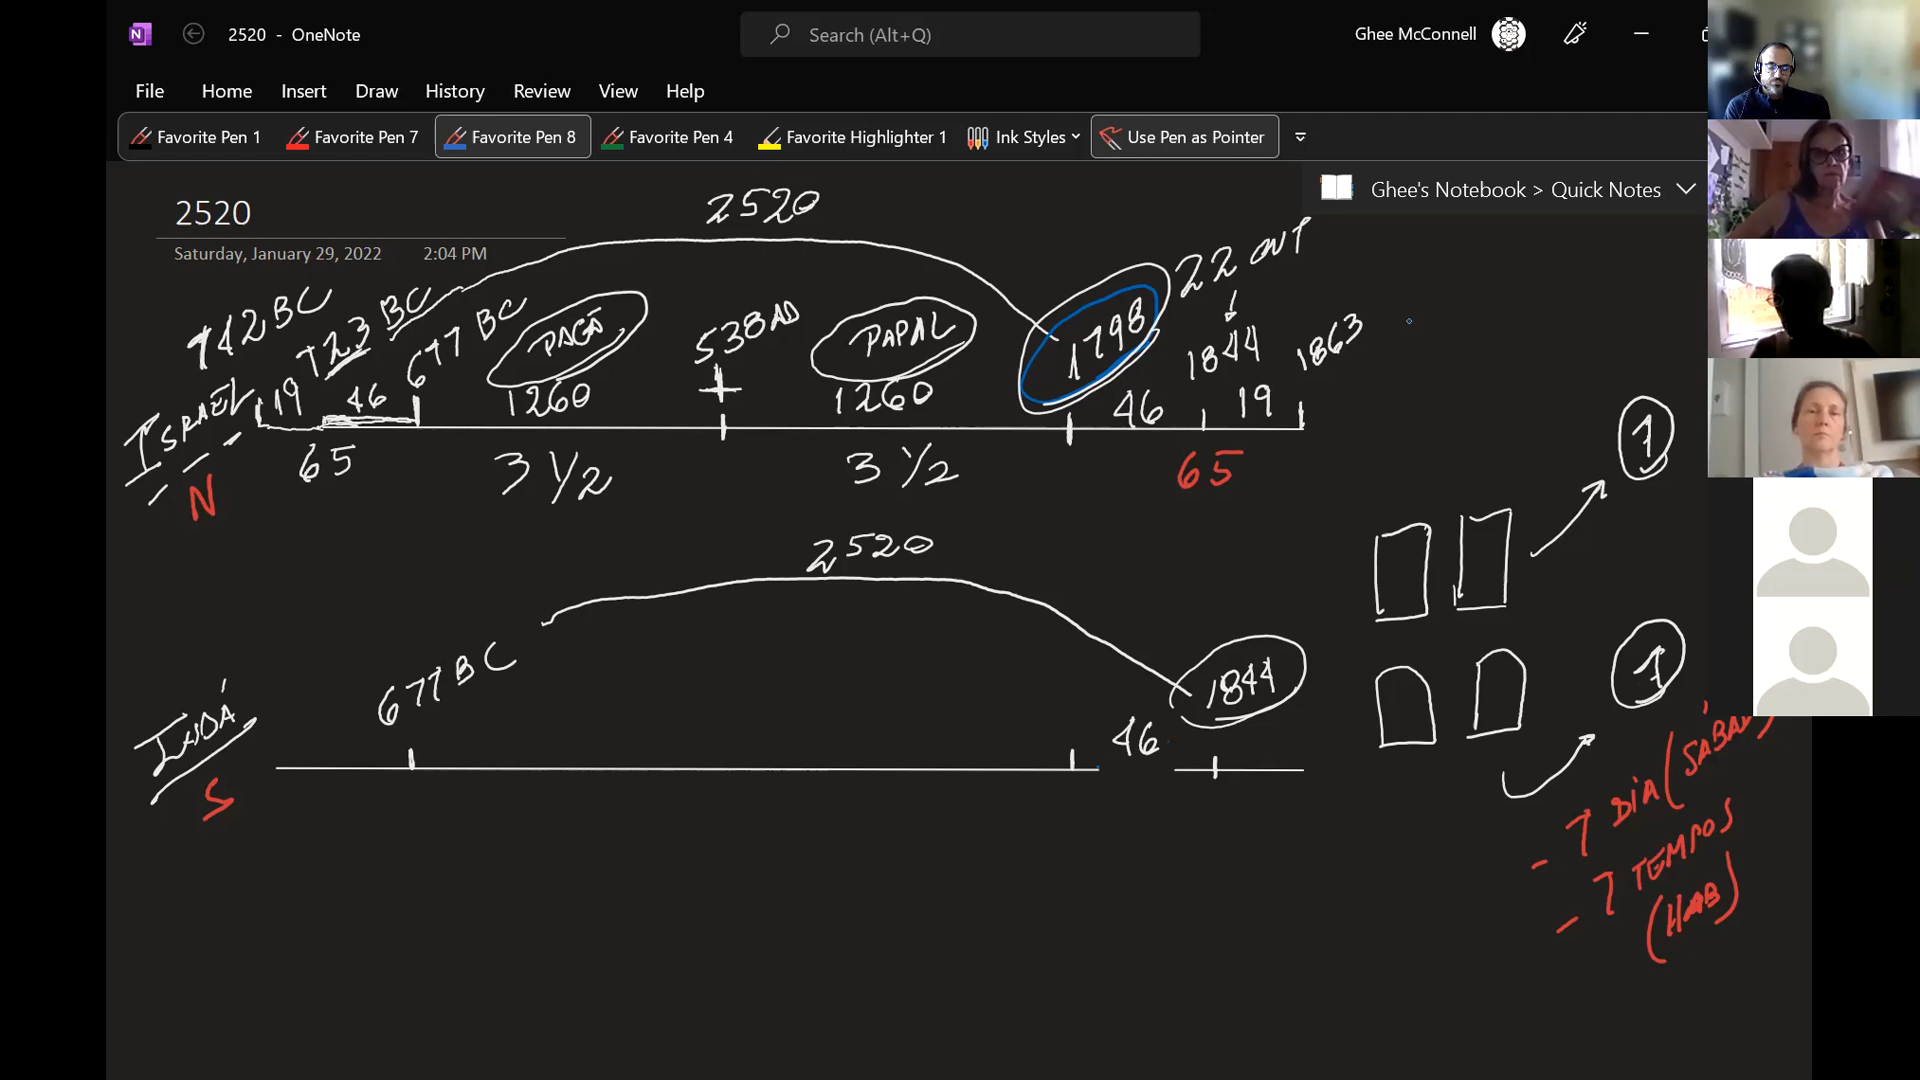 2520 - OneNote
Search (Alt+Q)
Ghee McConnell
File Home Insert Draw History Review View Help
Favorite Pen 1 Favorite Pen 7 Favorite Pen 8 Favorite Pen 4 Favorite Highlighter 1 Ink Styles Use Pen as Pointer
Ghee's Notebook > Quick Notes
2520
Saturday, January 29, 2022 2:04 PM
2520
742 BC 723 BC 677 BC PAGÃ 538 AD PAPAL 1798 22 OUT
1844 1863
ISRAEL 19 46 1260 1260 46 19
N 65 3 1/2 3 1/2 65
2520
677 BC 1844
JUDÁ 46
S
7
7
- 7 DIA (SÁBADO)
- 7 TEMPOS
(HAB)